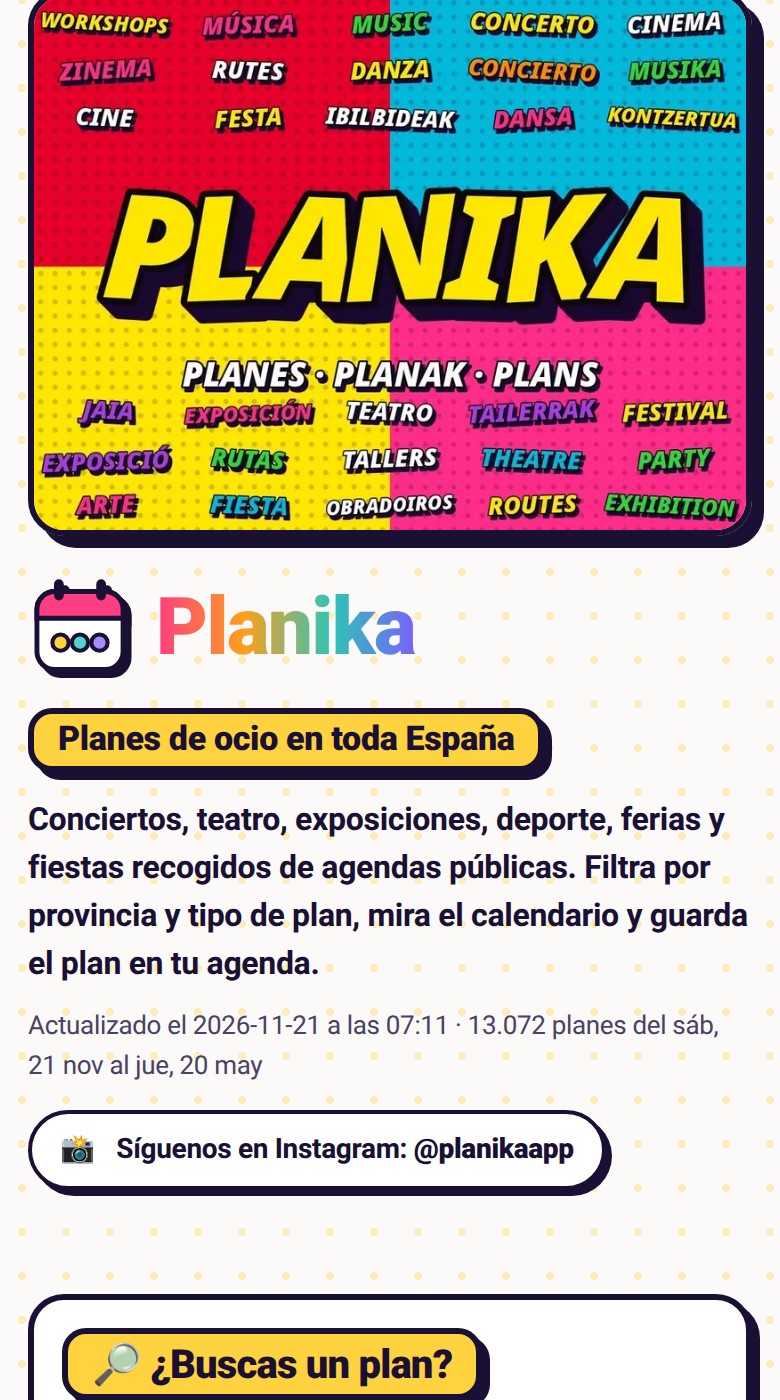 WORKSHOPS MÚSICA MUSIC CONCERTO CINEMA
ZINEMA RUTES DANZA CONCIERTO MUSIKA
CINE FESTA IBILBIDEAK DANSA KONTZERTUA
PLANIKA
PLANES · PLANAK · PLANS
JAIA EXPOSICIÓN TEATRO TAILERRAK FESTIVAL
EXPOSICIÓ RUTAS TALLERS THEATRE PARTY
ARTE FIESTA OBRADOIROS ROUTES EXHIBITION
Planika
Planes de ocio en toda España
Conciertos, teatro, exposiciones, deporte, ferias y
fiestas recogidos de agendas públicas. Filtra por
provincia y tipo de plan, mira el calendario y guarda
el plan en tu agenda.
Actualizado el 2026-11-21 a las 07:11 · 13.072 planes del sáb,
21 nov al jue, 20 may
Síguenos en Instagram: @planikaapp
¿Buscas un plan?